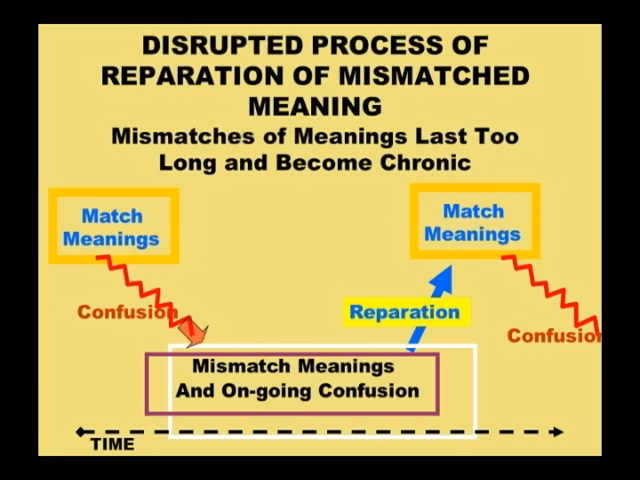 DISRUPTED PROCESS OF
REPARATION OF MISMATCHED
MEANING
Mismatches of Meanings Last Too
Long and Become Chronic
Match
Meanings
Match
Meanings
Confusion
Reparation
Confusion
Mismatch Meanings
And On-going Confusion
TIME